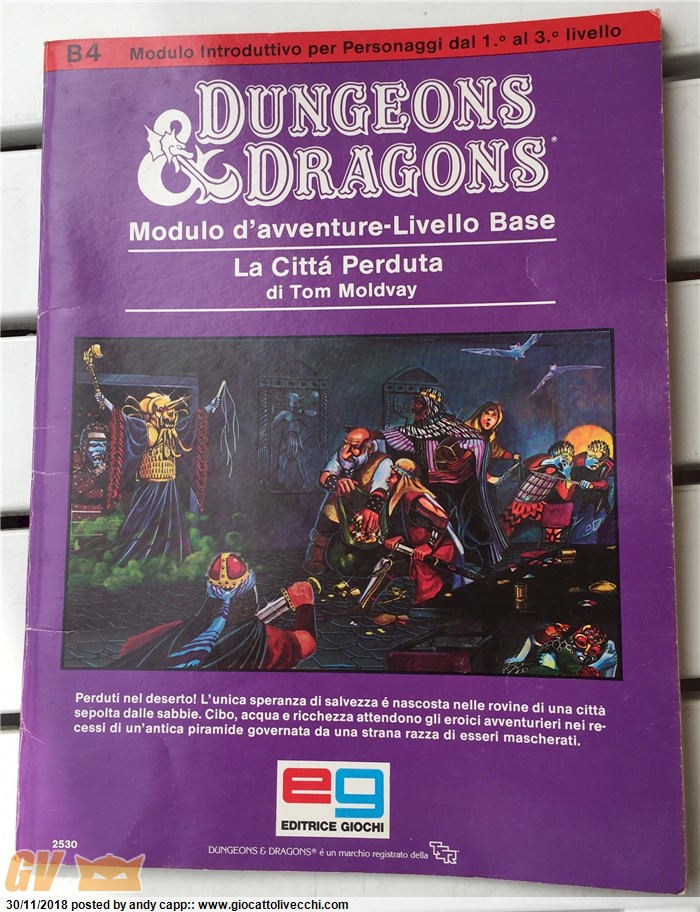 B4 Modulo Introduttivo per Personaggi dal 1.º al 3.º livello
DUNGEONS
& DRAGONS®
Modulo d'avventure-Livello Base
La Cittá Perduta
di Tom Moldvay
Perduti nel deserto! L'unica speranza di salvezza é nascosta nelle rovine di una città
sepolta dalle sabbie. Cibo, acqua e ricchezza attendono gli eroici avventurieri nei re-
cessi di un'antica piramide governata da una strana razza di esseri mascherati.
eg
EDITRICE GIOCHI
2530
DUNGEONS & DRAGONS® é un marchio registrato della TSR
GV
30/11/2018 posted by andy capp:: www.giocattolivecchi.com